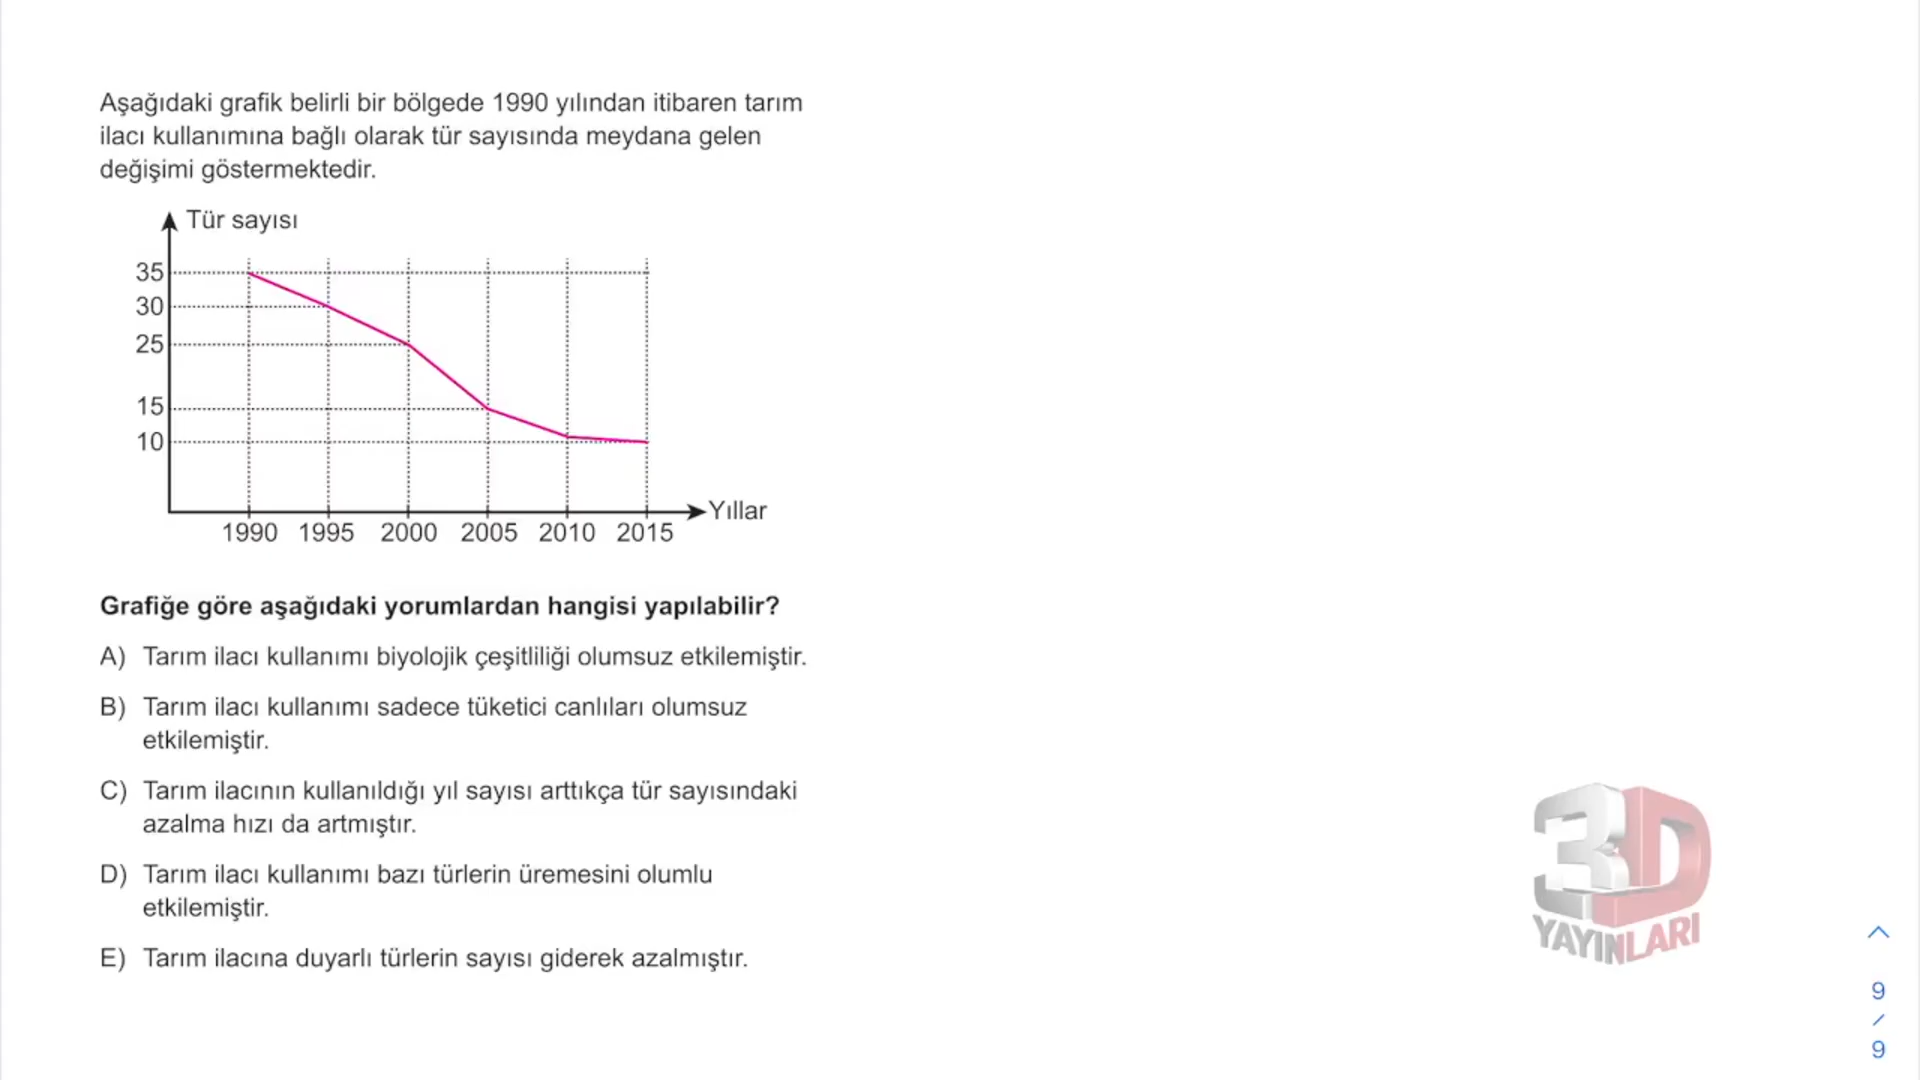 Aşağıdaki grafik belirli bir bölgede 1990 yılından itibaren tarım
ilacı kullanımına bağlı olarak tür sayısında meydana gelen
değişimi göstermektedir.
Tür sayısı
35
30
25
15
10
Yıllar
1990 1995 2000 2005 2010 2015
Grafiğe göre aşağıdaki yorumlardan hangisi yapılabilir?
A) Tarım ilacı kullanımı biyolojik çeşitliliği olumsuz etkilemiştir.
B) Tarım ilacı kullanımı sadece tüketici canlıları olumsuz
etkilemiştir.
C) Tarım ilacının kullanıldığı yıl sayısı arttıkça tür sayısındaki
azalma hızı da artmıştır.
D) Tarım ilacı kullanımı bazı türlerin üremesini olumlu
etkilemiştir.
E) Tarım ilacına duyarlı türlerin sayısı giderek azalmıştır.
3D
YAYINLARI
9
/
9